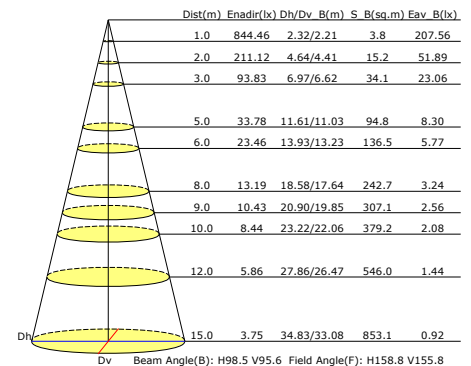 Dist(m) Enadir(lx) Dh/Dv_B(m) S_B(sq.m) Eav_B(lx)
1.0 844.46 2.32/2.21 3.8 207.56
2.0 211.12 4.64/4.41 15.2 51.89
3.0 93.83 6.97/6.62 34.1 23.06
5.0 33.78 11.61/11.03 94.8 8.30
6.0 23.46 13.93/13.23 136.5 5.77
8.0 13.19 18.58/17.64 242.7 3.24
9.0 10.43 20.90/19.85 307.1 2.56
10.0 8.44 23.22/22.06 379.2 2.08
12.0 5.86 27.86/26.47 546.0 1.44
Dh 15.0 3.75 34.83/33.08 853.1 0.92
Dv Beam Angle(B): H98.5 V95.6 Field Angle(F): H158.8 V155.8